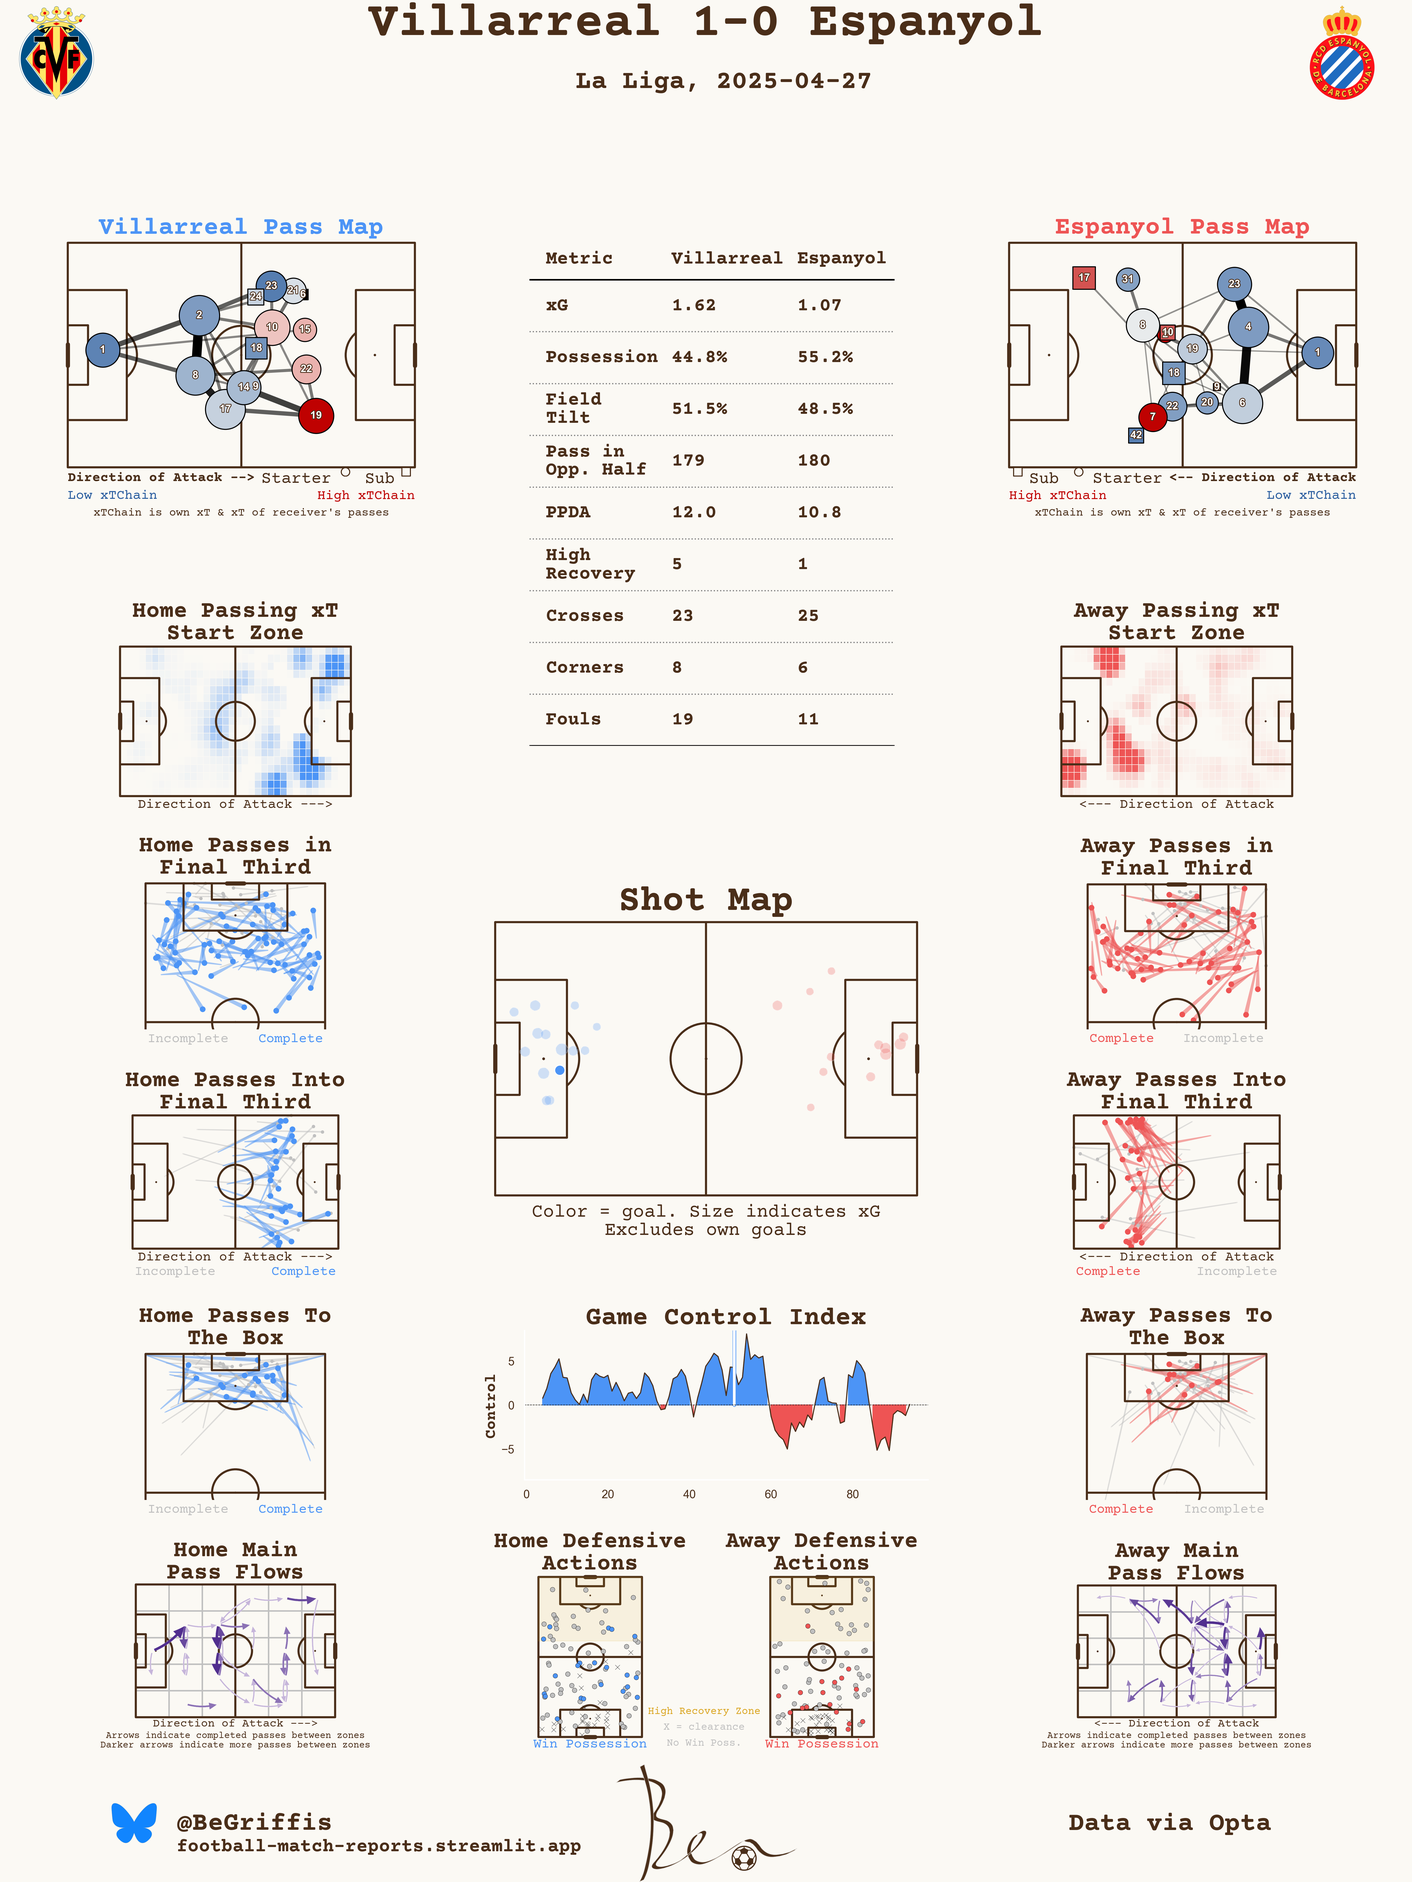 Villarreal 1-0 Espanyol
La Liga, 2025-04-27
CVF
RCD ESPANYOL
DE BARCELONA
Villarreal Pass Map
1
2
8
17
14
9
18
24
23
21
6
10
15
22
19
Direction of Attack --> Starter Sub
Low xTChain High xTChain
xTChain is own xT & xT of receiver's passes
Metric Villarreal Espanyol
xG 1.62 1.07
Possession 44.8% 55.2%
Field
Tilt 51.5% 48.5%
Pass in
Opp. Half 179 180
PPDA 12.0 10.8
High
Recovery 5 1
Crosses 23 25
Corners 8 6
Fouls 19 11
Espanyol Pass Map
17
31
8
10
19
18
9
20
22
7
42
23
4
6
1
Sub Starter <-- Direction of Attack
High xTChain Low xTChain
xTChain is own xT & xT of receiver's passes
Home Passing xT
Start Zone
Direction of Attack --->
Away Passing xT
Start Zone
<--- Direction of Attack
Home Passes in
Final Third
Incomplete Complete
Shot Map
Color = goal. Size indicates xG
Excludes own goals
Away Passes in
Final Third
Complete Incomplete
Home Passes Into
Final Third
Direction of Attack --->
Incomplete Complete
Away Passes Into
Final Third
<--- Direction of Attack
Complete Incomplete
Home Passes To
The Box
Incomplete Complete
Game Control Index
Control
5
0
−5
0 20 40 60 80
Away Passes To
The Box
Complete Incomplete
Home Main
Pass Flows
Direction of Attack --->
Arrows indicate completed passes between zones
Darker arrows indicate more passes between zones
Home Defensive
Actions
Win Possession
High Recovery Zone
X = clearance
No Win Poss.
Away Defensive
Actions
Win Possession
Away Main
Pass Flows
<--- Direction of Attack
Arrows indicate completed passes between zones
Darker arrows indicate more passes between zones
@BeGriffis
football-match-reports.streamlit.app
Ben
Data via Opta